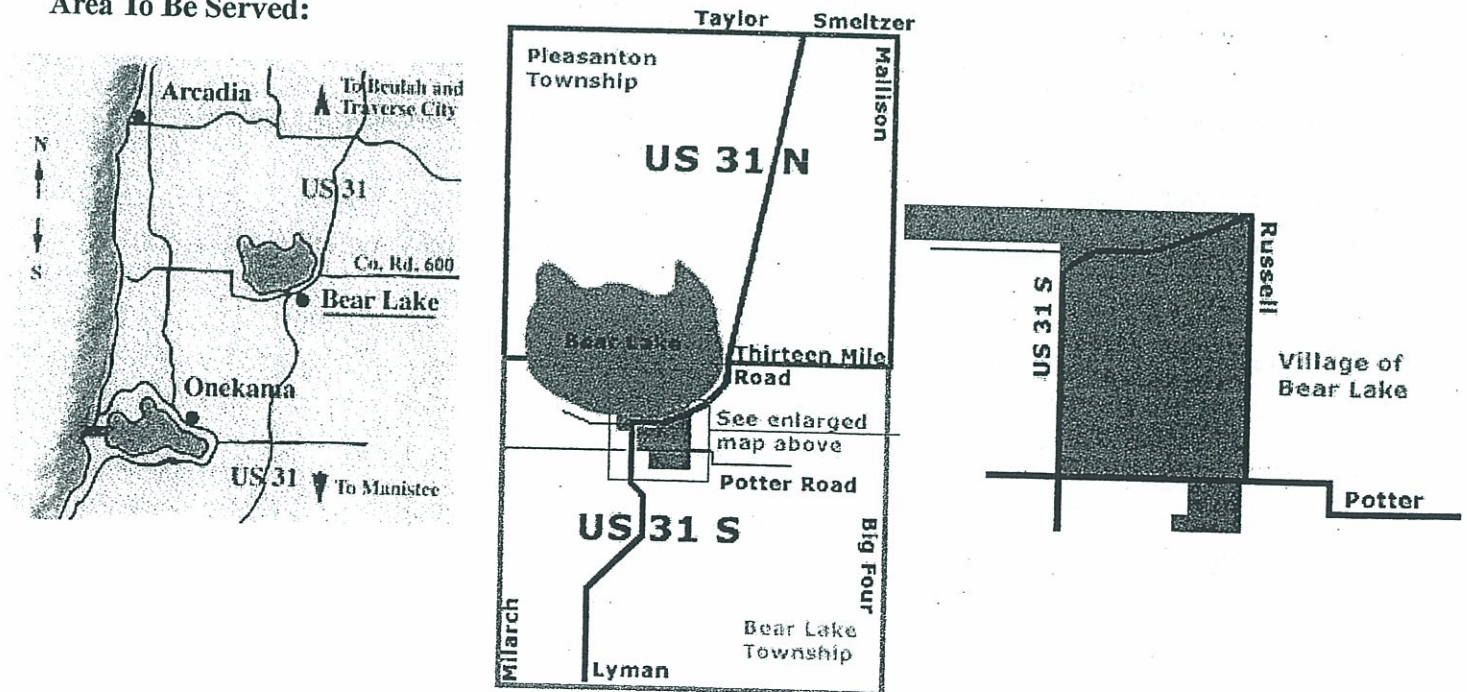 Area To Be Served:
Arcadia
To Beulah and
Traverse City
N
S
US 31
Co. Rd. 600
Bear Lake
Onekama
US 31
To Manistee
Taylor
Smeltzer
Pleasanton
Township
Mallison
US 31 N
Bear Lake
Thirteen Mile
Road
See enlarged
map above
Potter Road
US 31 S
Big Four
Milarch
Bear Lake
Township
Lyman
Russell
US 31 S
Village of
Bear Lake
Potter